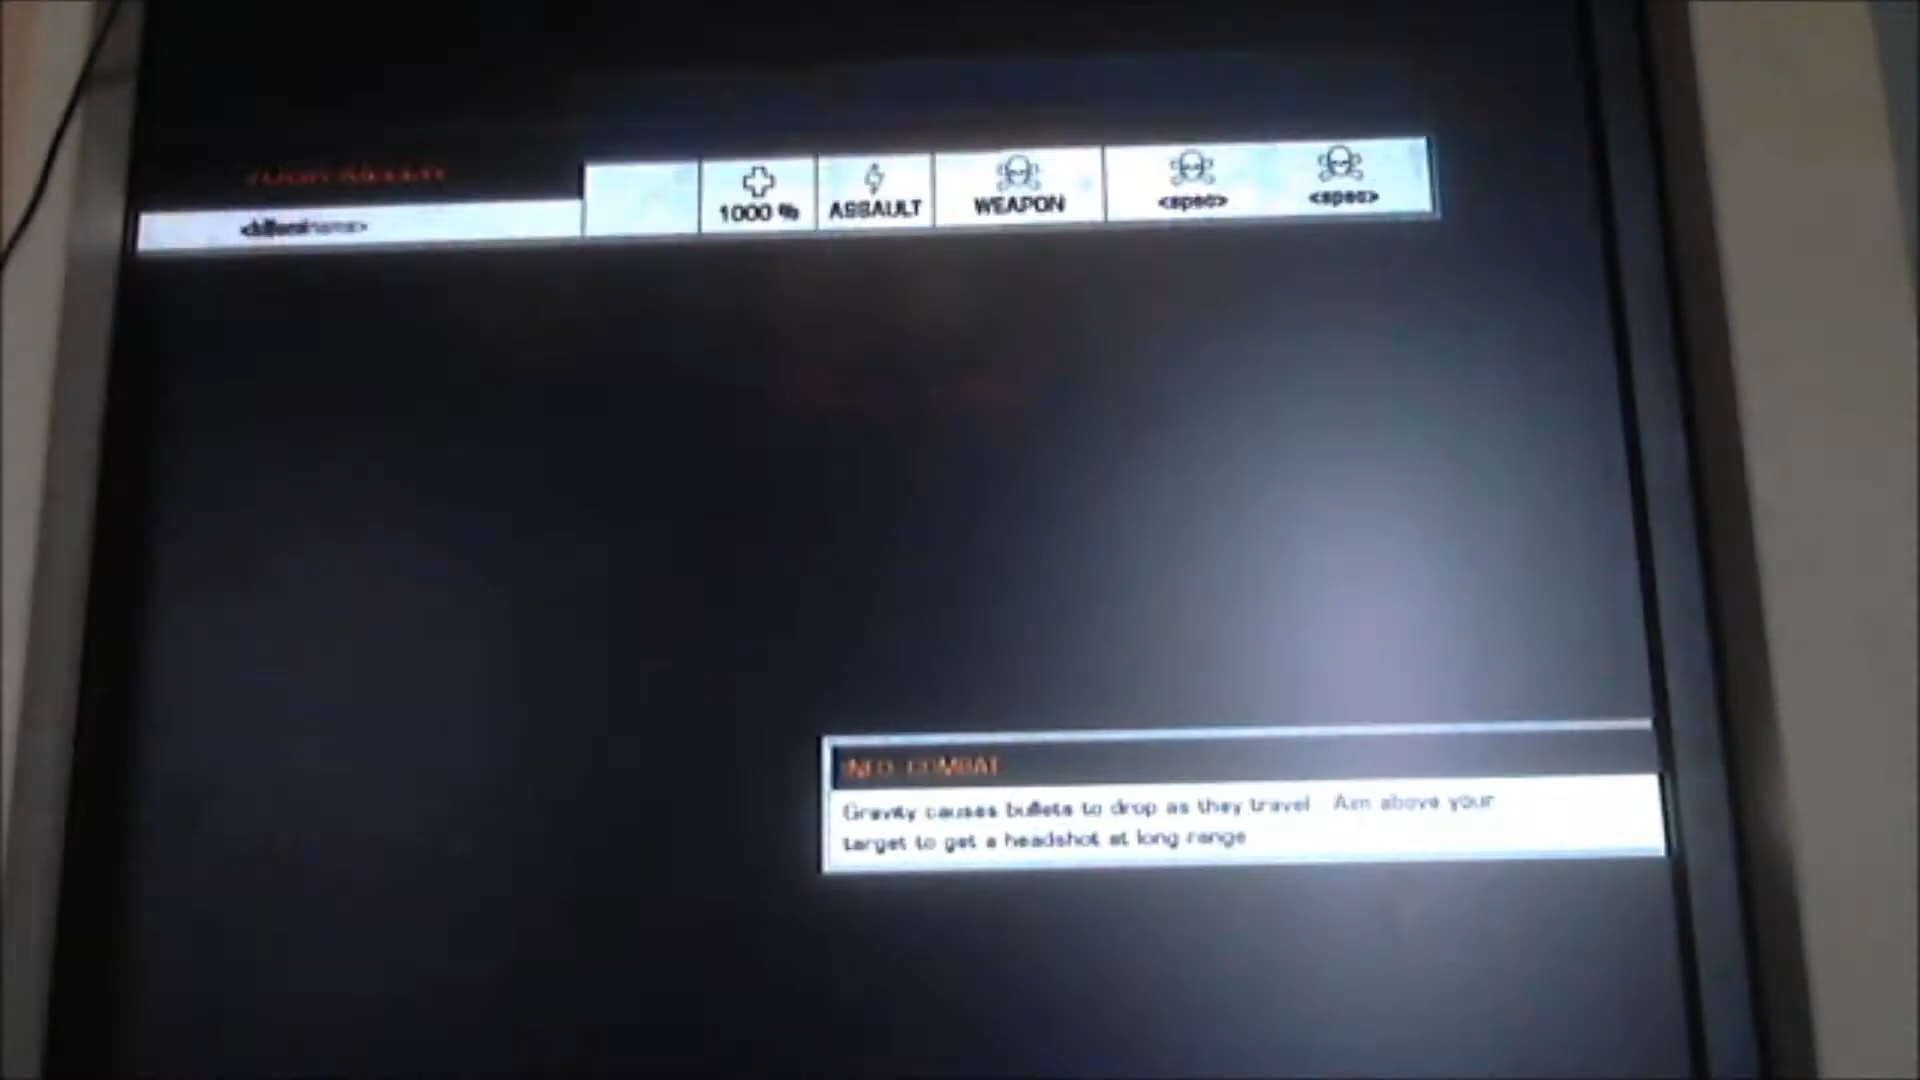 1000 %
ASSAULT
WEAPON
<spec>
<spec>
INFO: COMBAT
Gravity causes bullets to drop as they travel Aim above your
target to get a headshot at long range